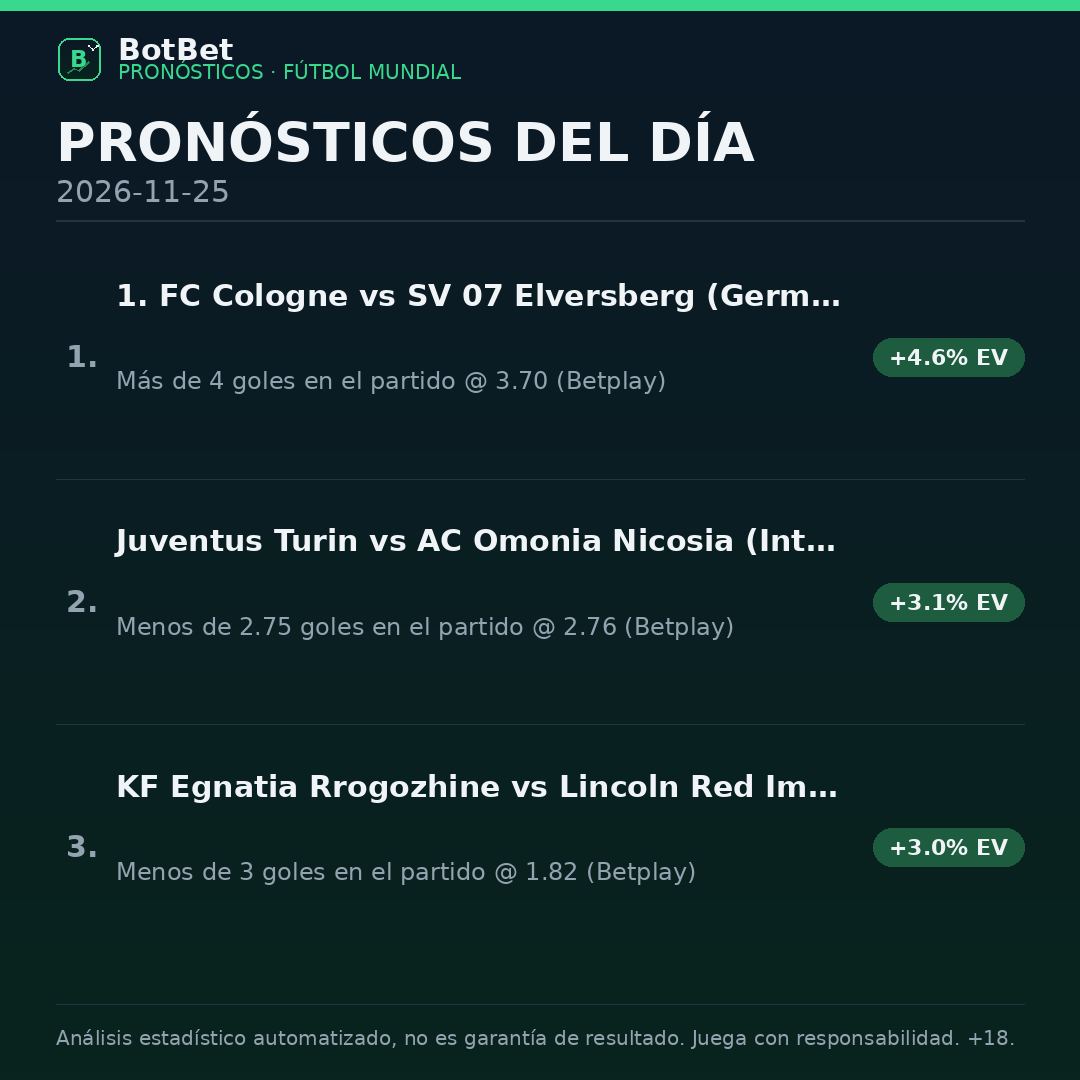 B
BotBet
PRONÓSTICOS · FÚTBOL MUNDIAL
PRONÓSTICOS DEL DÍA
2026-11-25
1. FC Cologne vs SV 07 Elversberg (Germ...
1.
+4.6% EV
Más de 4 goles en el partido @ 3.70 (Betplay)
Juventus Turin vs AC Omonia Nicosia (Int...
2.
+3.1% EV
Menos de 2.75 goles en el partido @ 2.76 (Betplay)
KF Egnatia Rrogozhine vs Lincoln Red Im...
3.
+3.0% EV
Menos de 3 goles en el partido @ 1.82 (Betplay)
Análisis estadístico automatizado, no es garantía de resultado. Juega con responsabilidad. +18.